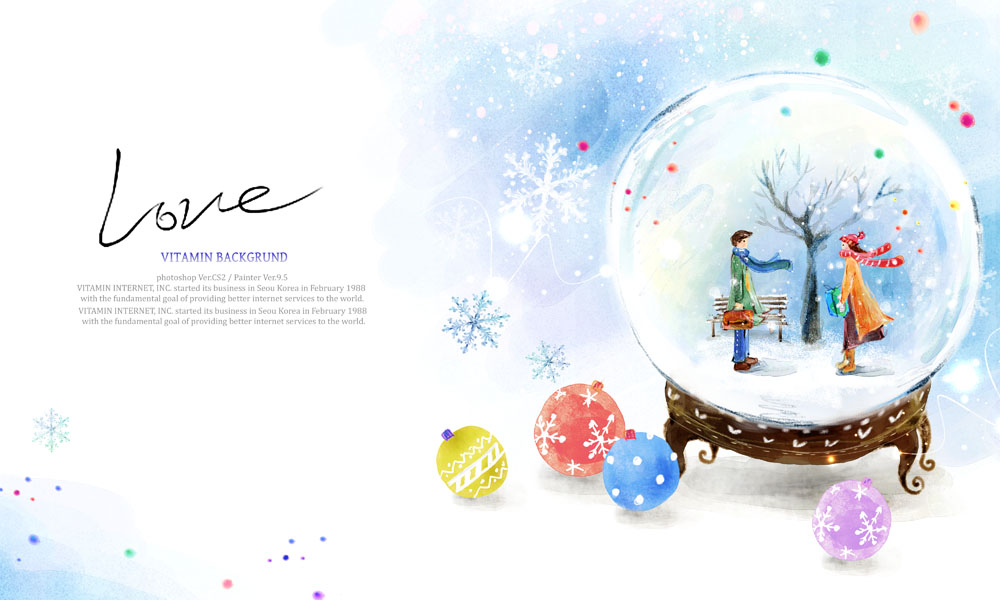 Love
VITAMIN BACKGRUND
photoshop Ver.CS2 / Painter Ver.9.5
VITAMIN INTERNET, INC. started its business in Seou Korea in February 1988
with the fundamental goal of providing better internet services to the world.
VITAMIN INTERNET, INC. started its business in Seou Korea in February 1988
with the fundamental goal of providing better internet services to the world.